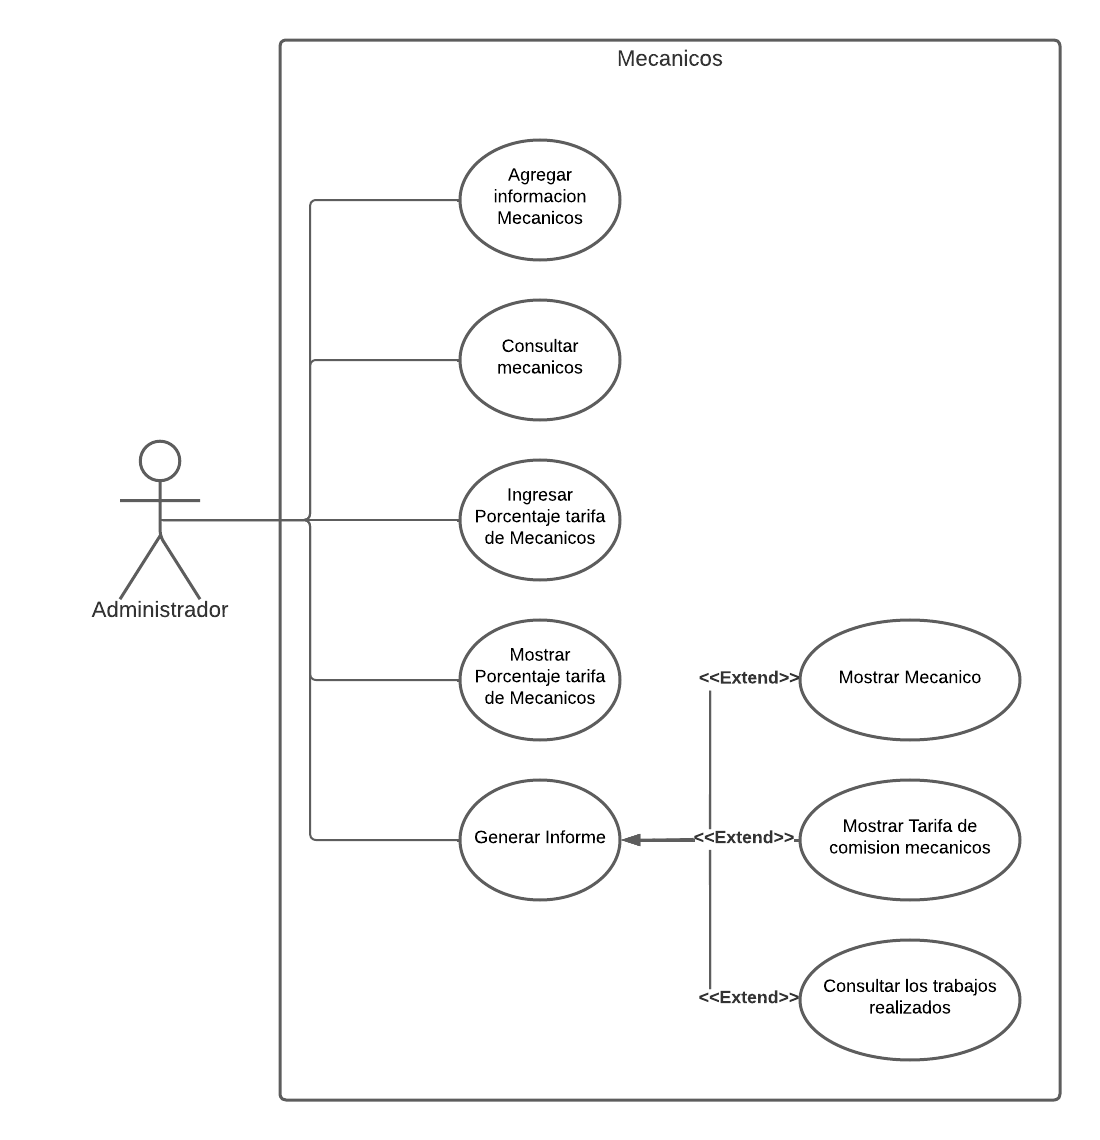 Mecanicos
Agregar
informacion
Mecanicos
Consultar
mecanicos
Ingresar
Porcentaje tarifa
de Mecanicos
Administrador
Mostrar
Porcentaje tarifa
de Mecanicos
<<Extend>>
Mostrar Mecanico
Generar Informe
<<Extend>>
Mostrar Tarifa de
comision mecanicos
<<Extend>>
Consultar los trabajos
realizados